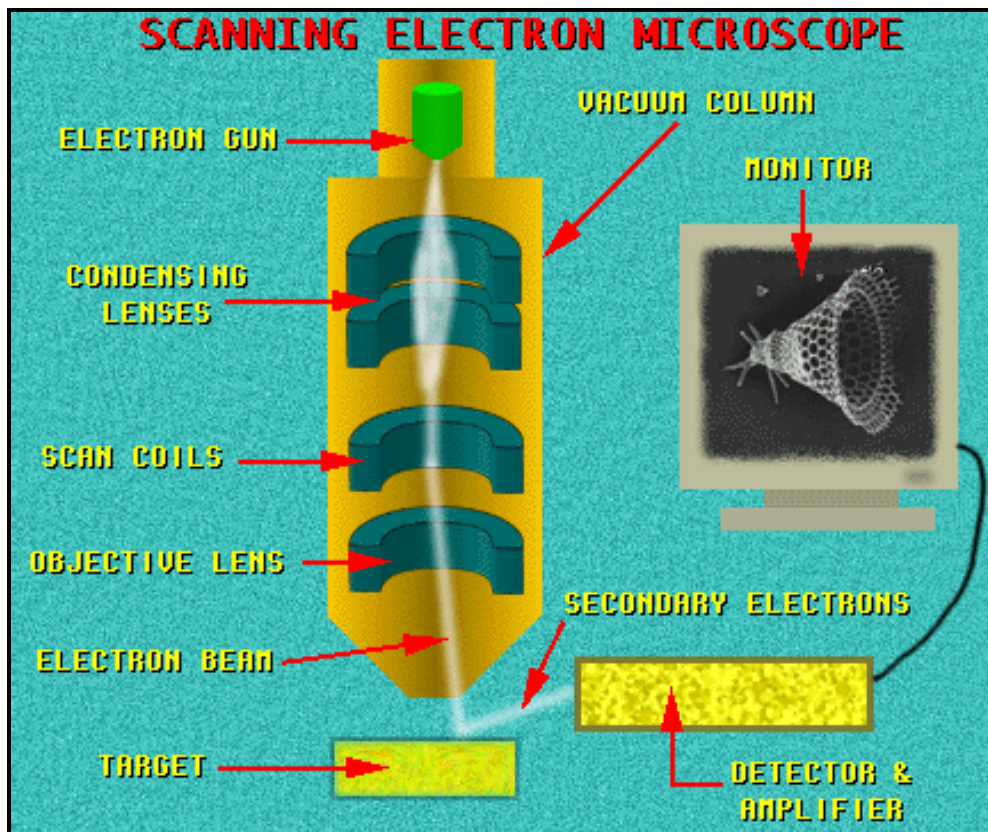 SCANNING ELECTRON MICROSCOPE
VACUUM COLUMN
ELECTRON GUN
MONITOR
CONDENSING
LENSES
SCAN COILS
OBJECTIVE LENS
SECONDARY ELECTRONS
ELECTRON BEAM
TARGET
DETECTOR &
AMPLIFIER